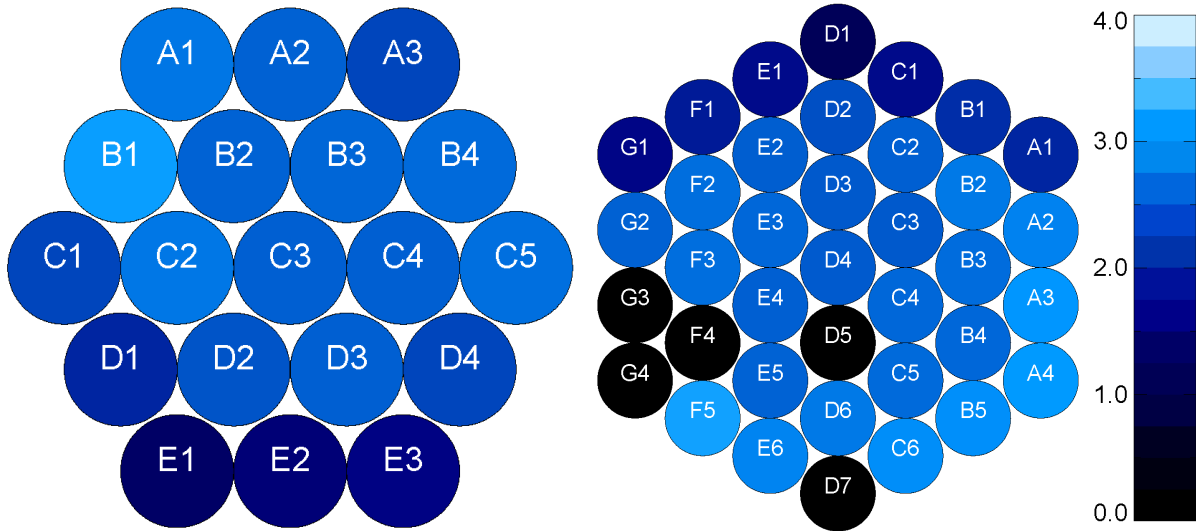 A1 A2 A3
B1 B2 B3 B4
C1 C2 C3 C4 C5
D1 D2 D3 D4
E1 E2 E3
D1
E1 C1
F1 D2 B1
G1 E2 C2 A1
F2 D3 B2
G2 E3 C3 A2
F3 D4 B3
G3 E4 C4 A3
F4 D5 B4
G4 E5 C5 A4
F5 D6 B5
E6 C6
D7
4.0
3.0
2.0
1.0
0.0